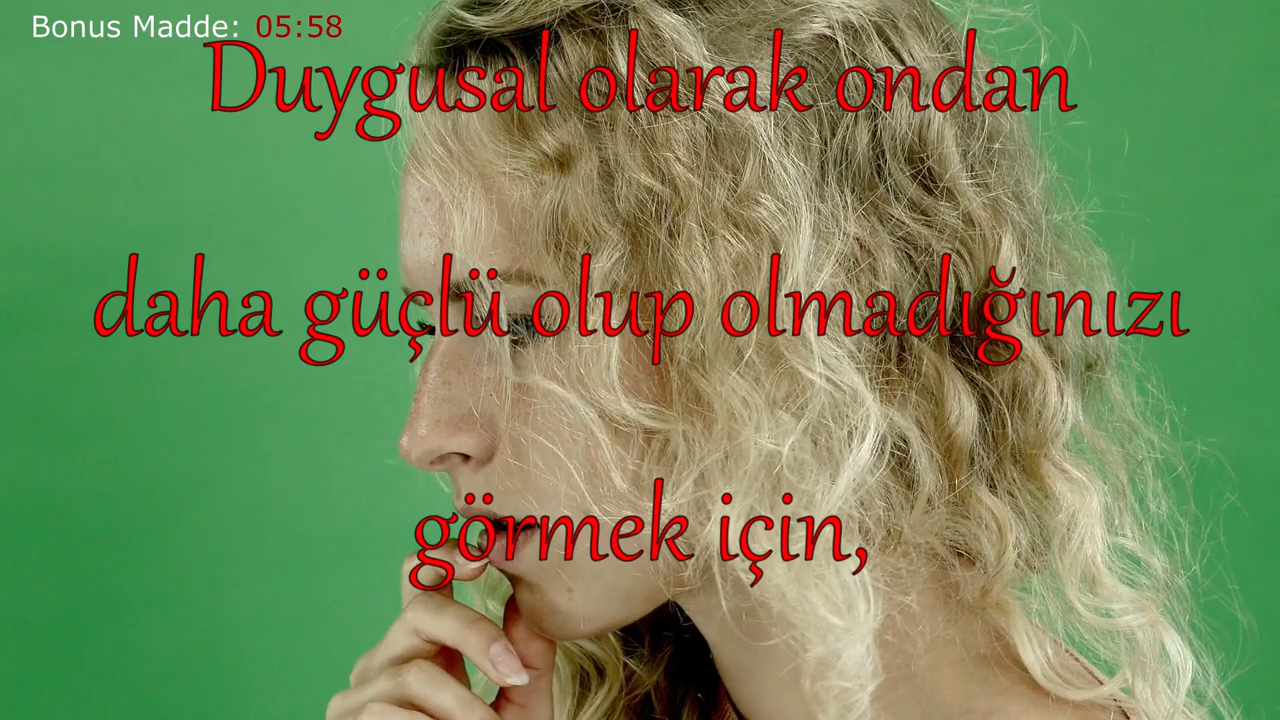 Bonus Madde: 05:58
Duygusal olarak ondan
daha güçlü olup olmadığınızı
görmek için,